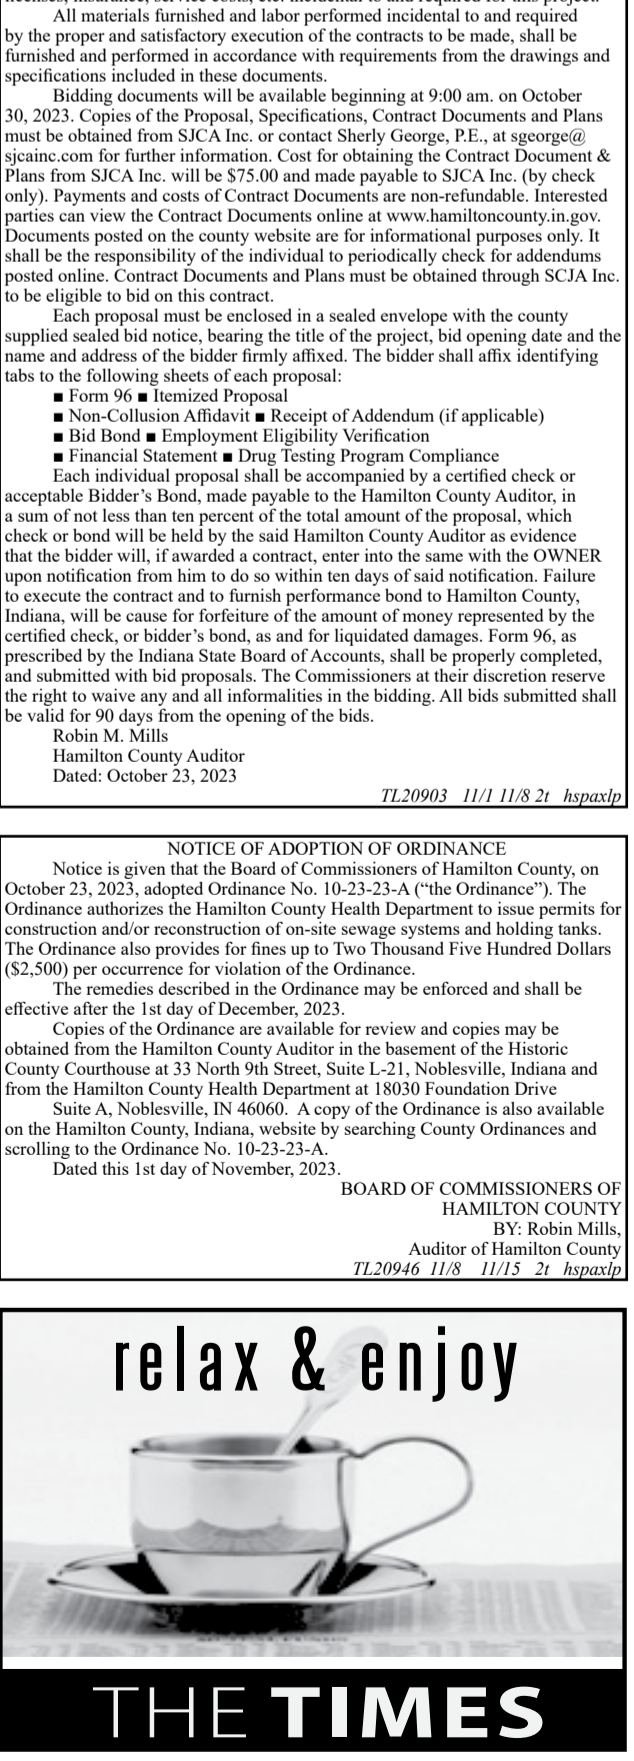 licenses, insurance, service costs, etc. incidental to and required for this project.
All materials furnished and labor performed incidental to and required
by the proper and satisfactory execution of the contracts to be made, shall be
furnished and performed in accordance with requirements from the drawings and
specifications included in these documents.
Bidding documents will be available beginning at 9:00 am. on October
30, 2023. Copies of the Proposal, Specifications, Contract Documents and Plans
must be obtained from SJCA Inc. or contact Sherly George, P.E., at sgeorge@
sjcainc.com for further information. Cost for obtaining the Contract Document &
Plans from SJCA Inc. will be $75.00 and made payable to SJCA Inc. (by check
only). Payments and costs of Contract Documents are non-refundable. Interested
parties can view the Contract Documents online at www.hamiltoncounty.in.gov.
Documents posted on the county website are for informational purposes only. It
shall be the responsibility of the individual to periodically check for addendums
posted online. Contract Documents and Plans must be obtained through SCJA Inc.
to be eligible to bid on this contract.
Each proposal must be enclosed in a sealed envelope with the county
supplied sealed bid notice, bearing the title of the project, bid opening date and the
name and address of the bidder firmly affixed. The bidder shall affix identifying
tabs to the following sheets of each proposal:
■ Form 96 ■ Itemized Proposal
■ Non-Collusion Affidavit ■ Receipt of Addendum (if applicable)
■ Bid Bond ■ Employment Eligibility Verification
■ Financial Statement ■ Drug Testing Program Compliance
Each individual proposal shall be accompanied by a certified check or
acceptable Bidder's Bond, made payable to the Hamilton County Auditor, in
a sum of not less than ten percent of the total amount of the proposal, which
check or bond will be held by the said Hamilton County Auditor as evidence
that the bidder will, if awarded a contract, enter into the same with the OWNER
upon notification from him to do so within ten days of said notification. Failure
to execute the contract and to furnish performance bond to Hamilton County,
Indiana, will be cause for forfeiture of the amount of money represented by the
certified check, or bidder's bond, as and for liquidated damages. Form 96, as
prescribed by the Indiana State Board of Accounts, shall be properly completed,
and submitted with bid proposals. The Commissioners at their discretion reserve
the right to waive any and all informalities in the bidding. All bids submitted shall
be valid for 90 days from the opening of the bids.
Robin M. Mills
Hamilton County Auditor
Dated: October 23, 2023
TL20903 11/1 11/8 2t hspaxlp
NOTICE OF ADOPTION OF ORDINANCE
Notice is given that the Board of Commissioners of Hamilton County, on
October 23, 2023, adopted Ordinance No. 10-23-23-A (“the Ordinance”). The
Ordinance authorizes the Hamilton County Health Department to issue permits for
construction and/or reconstruction of on-site sewage systems and holding tanks.
The Ordinance also provides for fines up to Two Thousand Five Hundred Dollars
($2,500) per occurrence for violation of the Ordinance.
The remedies described in the Ordinance may be enforced and shall be
effective after the 1st day of December, 2023.
Copies of the Ordinance are available for review and copies may be
obtained from the Hamilton County Auditor in the basement of the Historic
County Courthouse at 33 North 9th Street, Suite L-21, Noblesville, Indiana and
from the Hamilton County Health Department at 18030 Foundation Drive
Suite A, Noblesville, IN 46060. A copy of the Ordinance is also available
on the Hamilton County, Indiana, website by searching County Ordinances and
scrolling to the Ordinance No. 10-23-23-A.
Dated this 1st day of November, 2023.
BOARD OF COMMISSIONERS OF
HAMILTON COUNTY
BY: Robin Mills,
Auditor of Hamilton County
TL20946 11/8 11/15 2t hspaxlp
relax & enjoy
THE TIMES